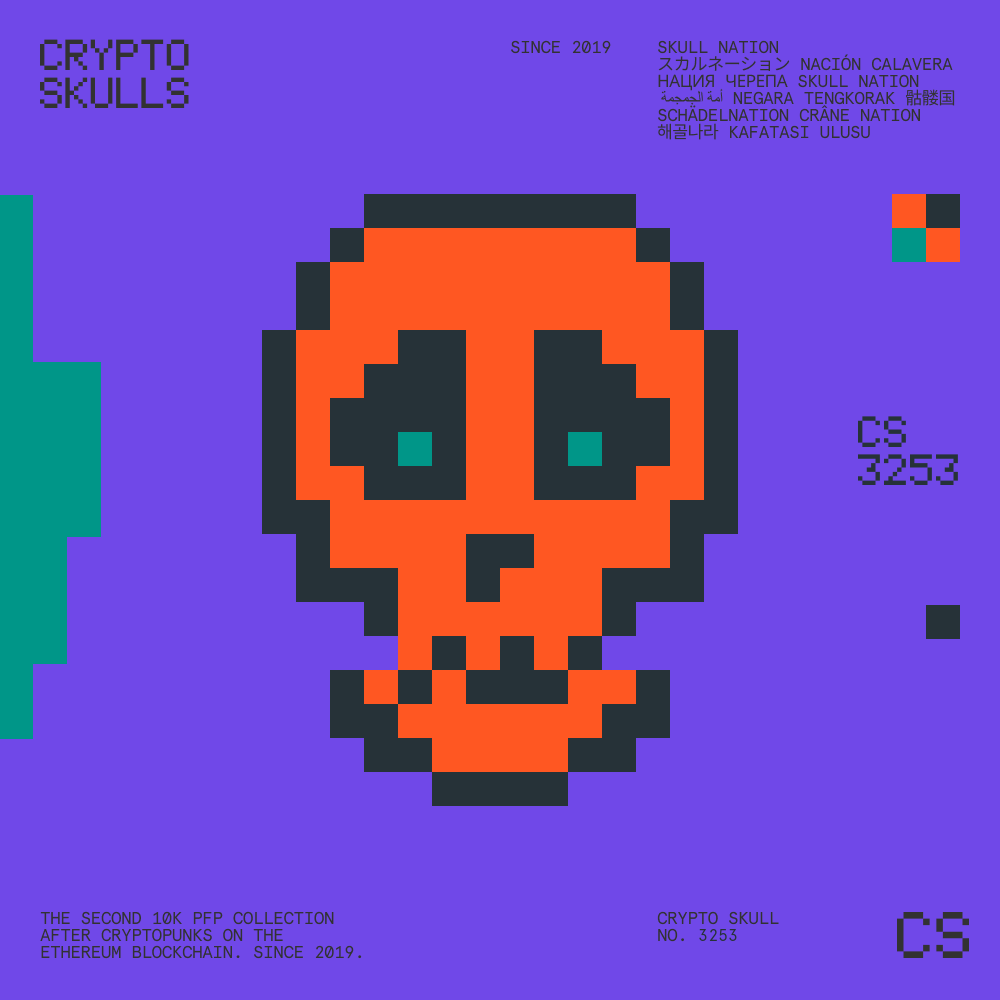 CRYPTO
SKULLS
SINCE 2019
SKULL NATION
スカルネーション NACIÓN CALAVERA
НАЦИЯ ЧЕРЕПА SKULL NATION
أمة الجمجمة NEGARA TENGKORAK 骷髅国
SCHÄDELNATION CRÂNE NATION
해골나라 KAFATASI ULUSU
CS
3253
THE SECOND 10K PFP COLLECTION
AFTER CRYPTOPUNKS ON THE
ETHEREUM BLOCKCHAIN. SINCE 2019.
CRYPTO SKULL
NO. 3253
CS